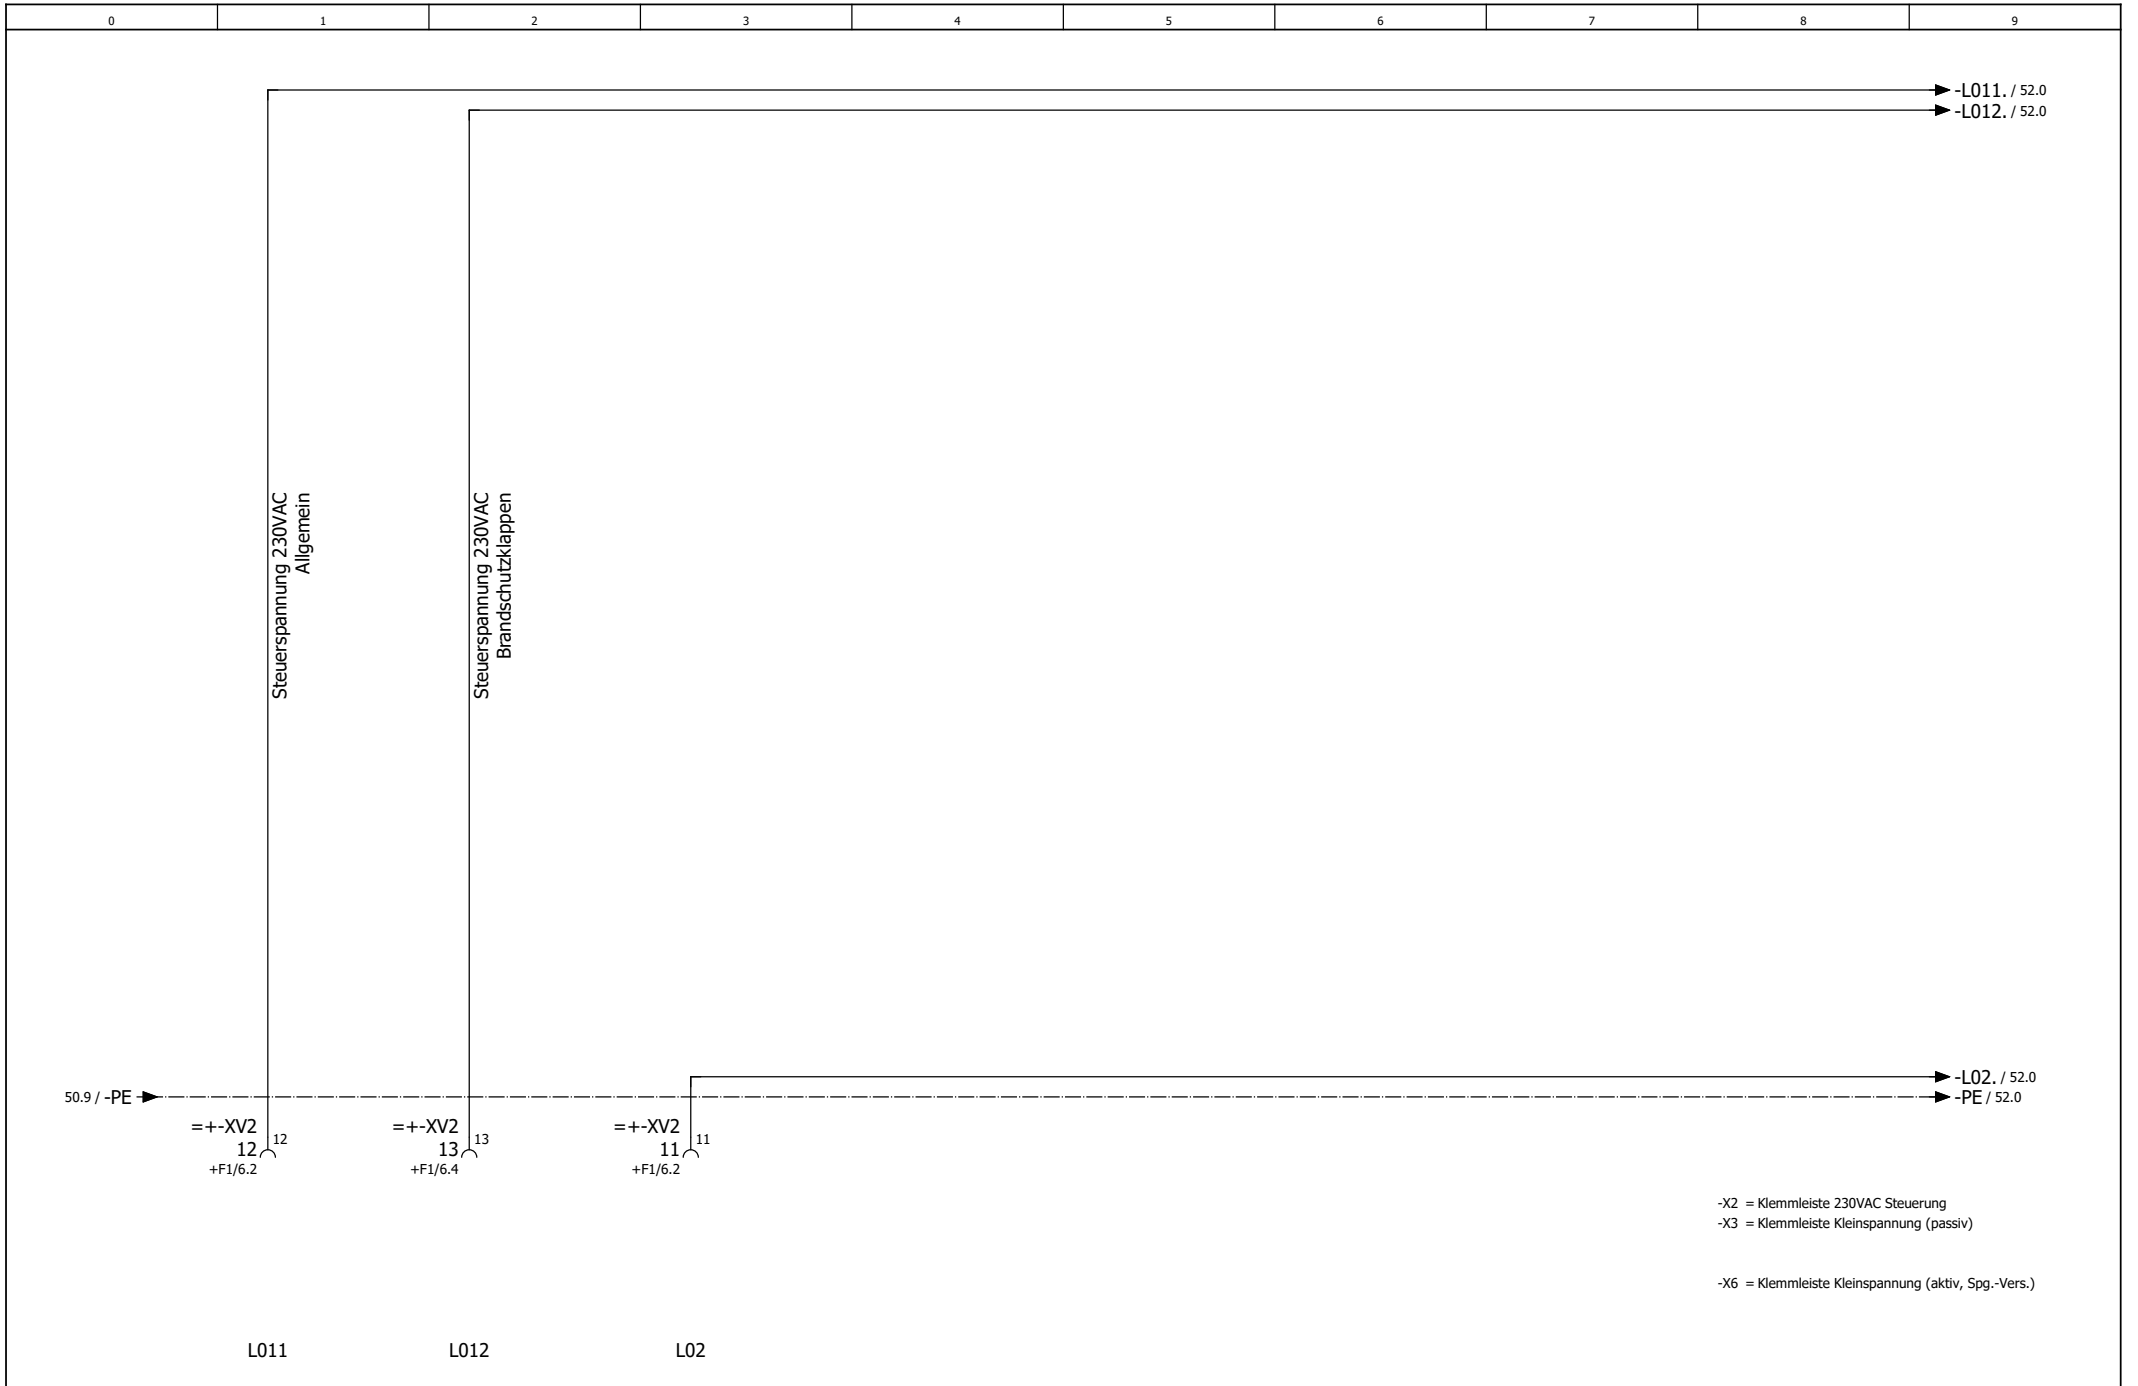 0 1 2 3 4 5 6 7 8 9
-L011. / 52.0
-L012. / 52.0
Steuerspannung 230VAC
Allgemein
Steuerspannung 230VAC
Brandschutzklappen
-L02. / 52.0
50.9 / -PE
-PE / 52.0
=+-XV2
12
12
+F1/6.2
=+-XV2
13
13
+F1/6.4
=+-XV2
11
11
+F1/6.2
-X2 = Klemmleiste 230VAC Steuerung
-X3 = Klemmleiste Kleinspannung (passiv)
-X6 = Klemmleiste Kleinspannung (aktiv, Spg.-Vers.)
L011 L012 L02